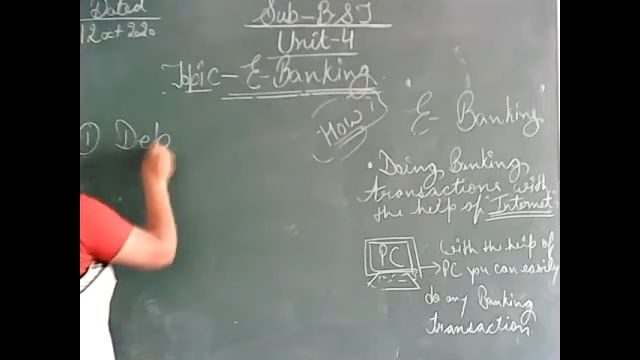 Dated
12 Oct 2020
Sub-BST
Unit-4
Topic-E-Banking
How?
① Deb
"E- Banking"
• Doing Banking
transactions with
the help of "Internet"
PC
with the help of
PC you can easily
do any Banking
Transaction